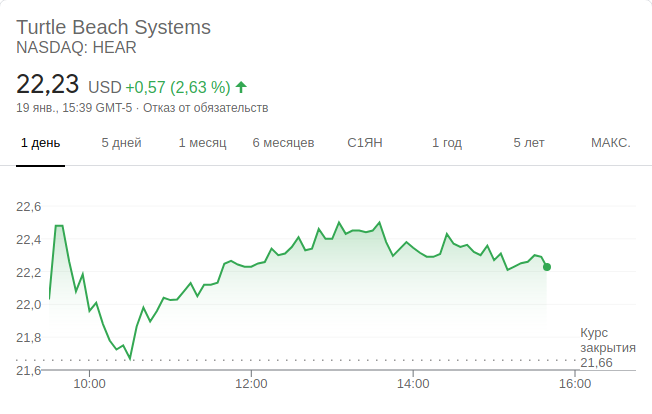 Turtle Beach Systems
NASDAQ: HEAR
22,23 USD +0,57 (2,63 %)
19 янв., 15:39 GMT-5 · Отказ от обязательств
1 день 5 дней 1 месяц 6 месяцев С1ЯН 1 год 5 лет МАКС.
22,6
22,4
22,2
22,0
21,8
21,6
Курс
закрытия
21,66
10:00 12:00 14:00 16:00